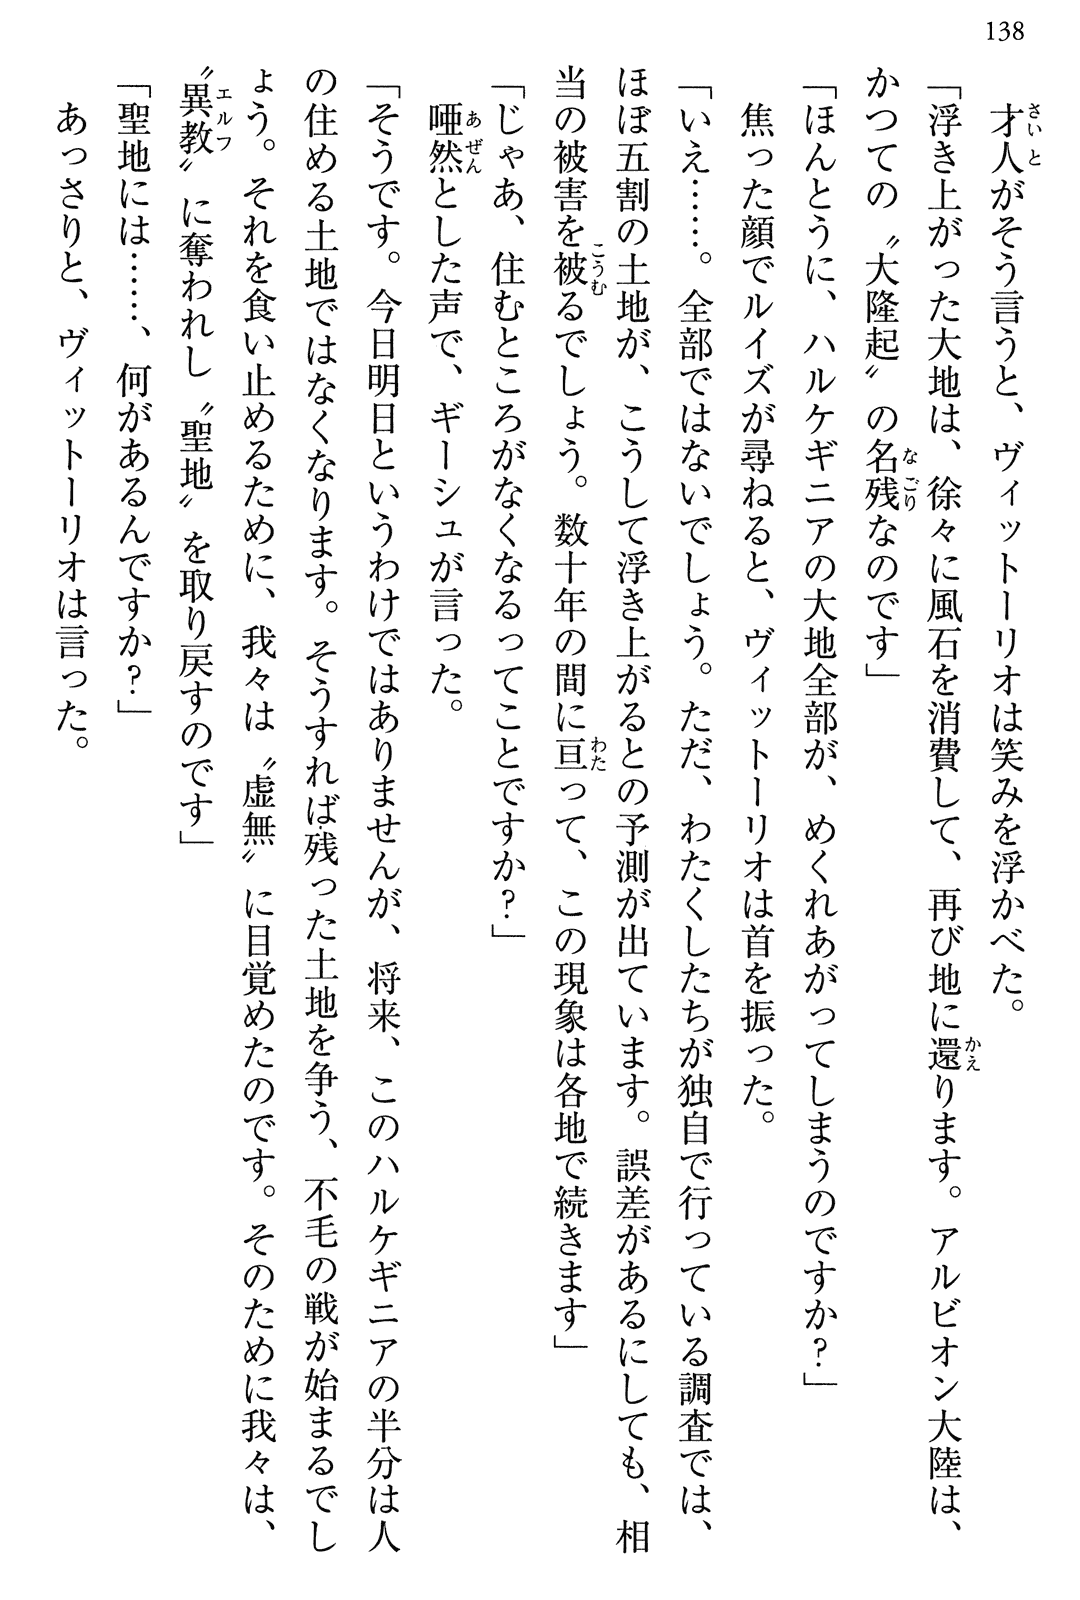 138
才人がそう言うと、ヴィットーリオは笑みを浮かべた。
「浮き上がった大地は、徐々に風石を消費して、再び地に還ります。アルビオン大陸は、
かつての〝大隆起〟の名残なのです」
「ほんとうに、ハルケギニアの大地全部が、めくれあがってしまうのですか？」
焦った顔でルイズが尋ねると、ヴィットーリオは首を振った。
「いえ……。全部ではないでしょう。ただ、わたくしたちが独自で行っている調査では、
ほぼ五割の土地が、こうして浮き上がるとの予測が出ています。誤差があるにしても、相
当の被害を被るでしょう。数十年の間に亘って、この現象は各地で続きます」
「じゃあ、住むところがなくなるってことですか？」
唖然とした声で、ギーシュが言った。
「そうです。今日明日というわけではありませんが、将来、このハルケギニアの半分は人
の住める土地ではなくなります。そうすれば残った土地を争う、不毛の戦が始まるでし
ょう。それを食い止めるために、我々は〝虚無〟に目覚めたのです。そのために我々は、
〝異教〟に奪われし〝聖地〟を取り戻すのです」
「聖地には……、何があるんですか？」
あっさりと、ヴィットーリオは言った。